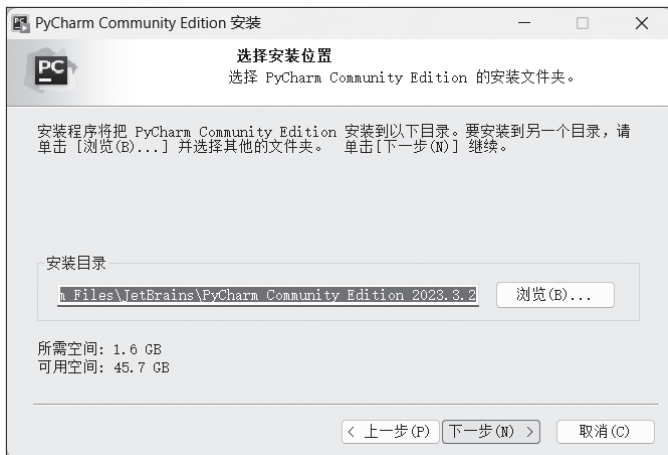 PyCharm Community Edition 安装
PC
选择安装位置
选择 PyCharm Community Edition 的安装文件夹。
安装程序将把 PyCharm Community Edition 安装到以下目录。要安装到另一个目录，请
单击 [浏览(B)...] 并选择其他的文件夹。 单击[下一步(N)] 继续。
安装目录
m Files\JetBrains\PyCharm Community Edition 2023.3.2
浏览(B)...
所需空间: 1.6 GB
可用空间: 45.7 GB
< 上一步(P)
下一步(N) >
取消(C)